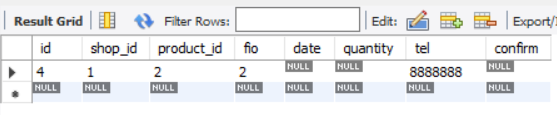 Result Grid Filter Rows: Edit: Export/
id shop_id product_id fio date quantity tel confirm
4 1 2 2 NULL NULL 8888888 NULL
NULL NULL NULL NULL NULL NULL NULL NULL